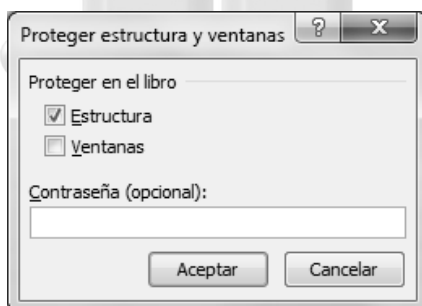 Proteger estructura y ventanas
Proteger en el libro
Estructura
Ventanas
Contraseña (opcional):
Aceptar
Cancelar